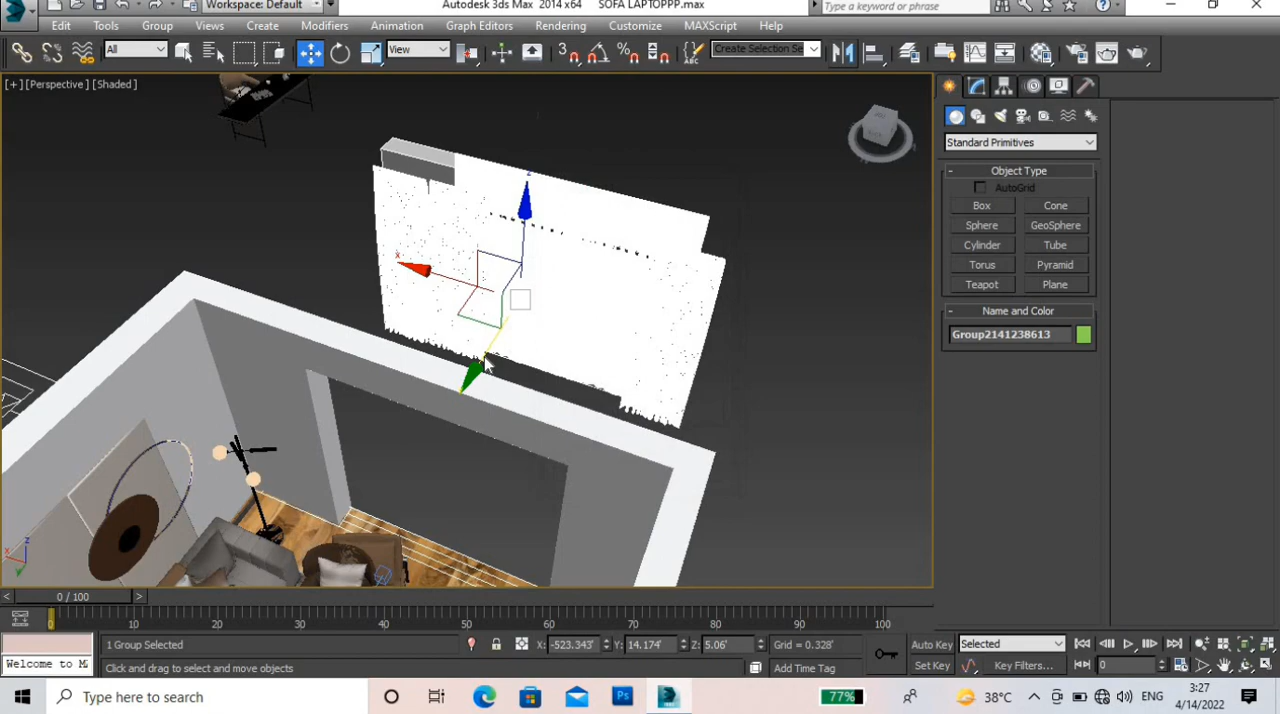 Workspace: Default
Autodesk 3ds Max 2014 x64
SOFA LAPTOPPP.max
Type a keyword or phrase
Edit Tools Group Views Create Modifiers Animation Graph Editors Rendering Customize MAXScript Help
All View Create Selection Se
[+] [Perspective] [Shaded]
Standard Primitives
- Object Type
AutoGrid
Box Cone
Sphere GeoSphere
Cylinder Tube
Torus Pyramid
Teapot Plane
- Name and Color
Group2141238613
x z
z
x
< 0 / 100 >
0 10 20 30 40 50 60 70 80 90 100
1 Group Selected X: -523.343' Y: 14.174' Z: 5.06' Grid = 0.328' Auto Key Selected
Welcome to M Click and drag to select and move objects Add Time Tag Set Key Key Filters... 0
Type here to search 77% 38°C ENG 3:27
4/14/2022